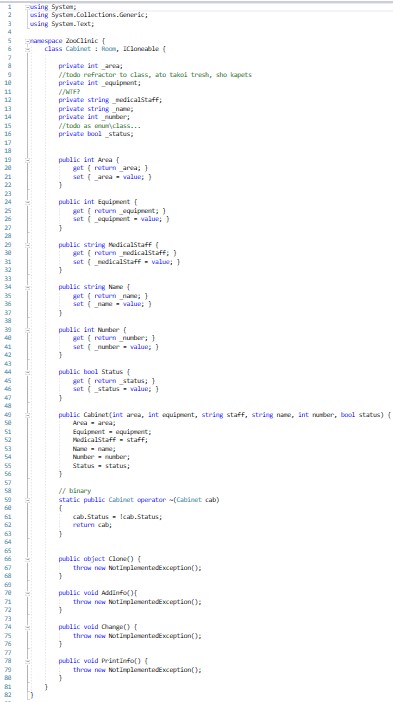 1 using System;
2 using System.Collections.Generic;
3 using System.Text;
4
5 namespace ZooClinic {
6 class Cabinet : Room, ICloneable {
7
8 private int _area;
9 //todo refractor to class, ato takoi tresh, sho kapets
10 private int _equipment;
11 //WTF?
12 private string _medicalStaff;
13 private string _name;
14 private int _number;
15 //todo as enum\class...
16 private bool _status;
17
18
19 public int Area {
20 get { return _area; }
21 set { _area = value; }
22 }
23
24 public int Equipment {
25 get { return _equipment; }
26 set { _equipment = value; }
27 }
28
29 public string MedicalStaff {
30 get { return _medicalStaff; }
31 set { _medicalStaff = value; }
32 }
33
34 public string Name {
35 get { return _name; }
36 set { _name = value; }
37 }
38
39 public int Number {
40 get { return _number; }
41 set { _number = value; }
42 }
43
44 public bool Status {
45 get { return _status; }
46 set { _status = value; }
47 }
48
49 public Cabinet(int area, int equipment, string staff, string name, int number, bool status) {
50 Area = area;
51 Equipment = equipment;
52 MedicalStaff = staff;
53 Name = name;
54 Number = number;
55 Status = status;
56 }
57
58 // binary
59 static public Cabinet operator ~(Cabinet cab)
60 {
61 cab.Status = !cab.Status;
62 return cab;
63 }
64
65
66 public object Clone() {
67 throw new NotImplementedException();
68 }
69
70 public void AddInfo(){
71 throw new NotImplementedException();
72 }
73
74 public void Change() {
75 throw new NotImplementedException();
76 }
77
78 public void PrintInfo() {
79 throw new NotImplementedException();
80 }
81 }
82 }